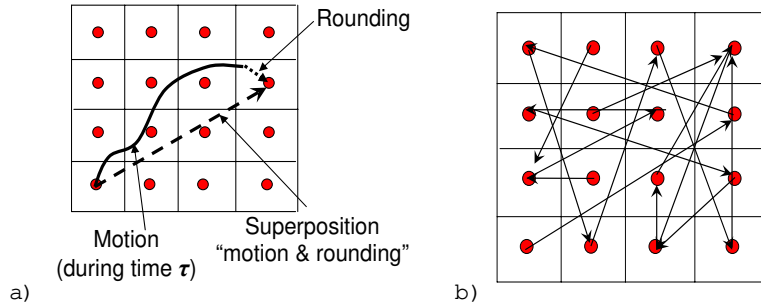 Rounding
Motion
(during time τ)
Superposition
“motion & rounding”
a)
b)